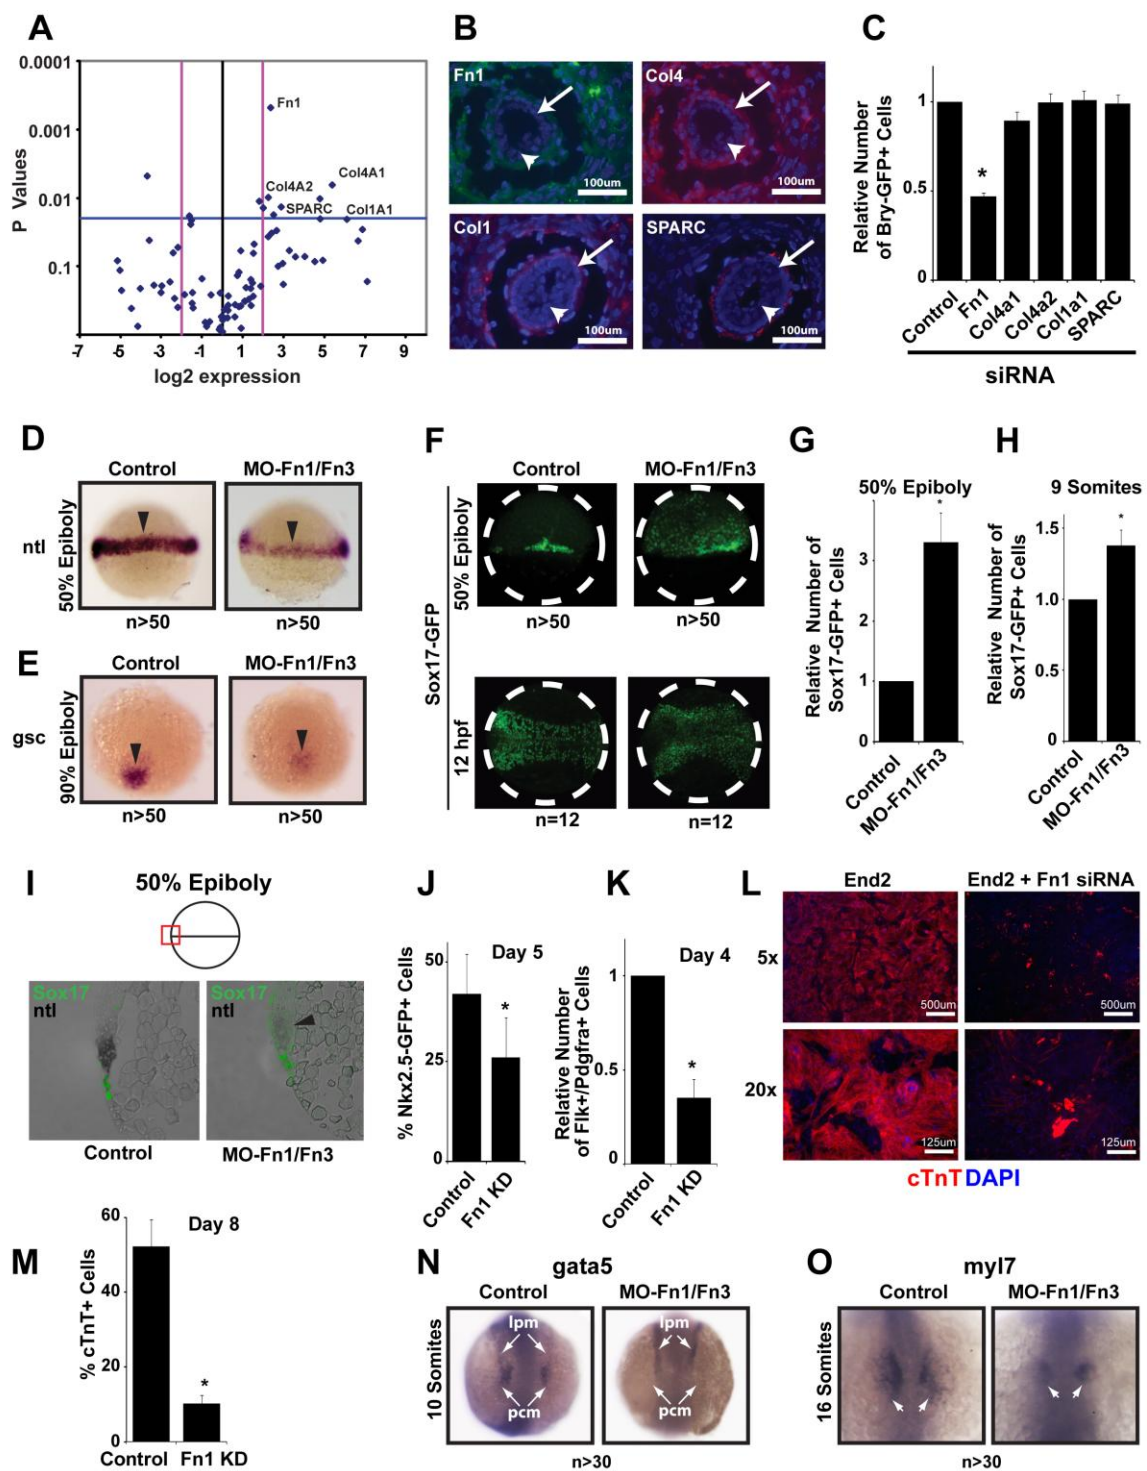 A
0.0001
0.001
0.01
0.1
P Values
-7 -5 -3 -1 1 3 5 7 9
log2 expression
Fn1
Col4A1
Col4A2
SPARC
Col1A1
B
Fn1
100um
Col4
100um
Col1
100um
SPARC
100um
C
Relative Number
of Bry-GFP+ Cells
1
0.5
0
*
Control
Fn1
Col4a1
Col4a2
Col1a1
SPARC
siRNA
D
Control
MO-Fn1/Fn3
ntl
50% Epiboly
n>50
n>50
E
Control
MO-Fn1/Fn3
gsc
90% Epiboly
n>50
n>50
F
Control
MO-Fn1/Fn3
Sox17-GFP
50% Epiboly
n>50
n>50
12 hpf
n=12
n=12
G
50% Epiboly
Relative Number of
Sox17-GFP+ Cells
3
2
1
0
*
Control
MO-Fn1/Fn3
H
9 Somites
Relative Number of
Sox17-GFP+ Cells
1.5
1.0
0.5
0
*
Control
MO-Fn1/Fn3
I
50% Epiboly
Sox17
ntl
Sox17
ntl
Control
MO-Fn1/Fn3
J
Day 5
% Nkx2.5-GFP+ Cells
50
25
0
*
Control
Fn1 KD
K
Day 4
Relative Number
of Flk+/Pdgfra+ Cells
1
0.5
0
*
Control
Fn1 KD
L
End2
End2 + Fn1 siRNA
5x
500um
500um
20x
125um
125um
cTnT DAPI
M
Day 8
% cTnT+ Cells
60
40
20
0
*
Control
Fn1 KD
N
gata5
Control
MO-Fn1/Fn3
10 Somites
lpm
pcm
lpm
pcm
n>30
O
myl7
Control
MO-Fn1/Fn3
16 Somites
n>30